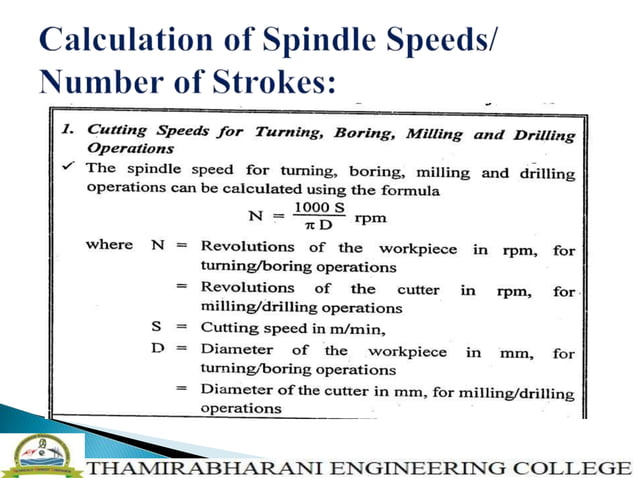 Calculation of Spindle Speeds/
Number of Strokes:
1. Cutting Speeds for Turning, Boring, Milling and Drilling
Operations
✓ The spindle speed for turning, boring, milling and drilling
operations can be calculated using the formula
N = 1000 S / π D rpm
where N = Revolutions of the workpiece in rpm, for
turning/boring operations
= Revolutions of the cutter in rpm, for
milling/drilling operations
S = Cutting speed in m/min,
D = Diameter of the workpiece in mm, for
turning/boring operations
= Diameter of the cutter in mm, for milling/drilling
operations
THAMIRABHARANI ENGINEERING COLLEGE